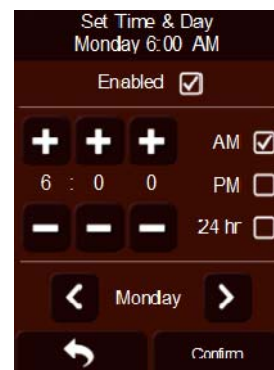 Set Time & Day
Monday 6:00 AM
Enabled
AM
6 : 0 0 PM
24 hr
Monday
Confirm